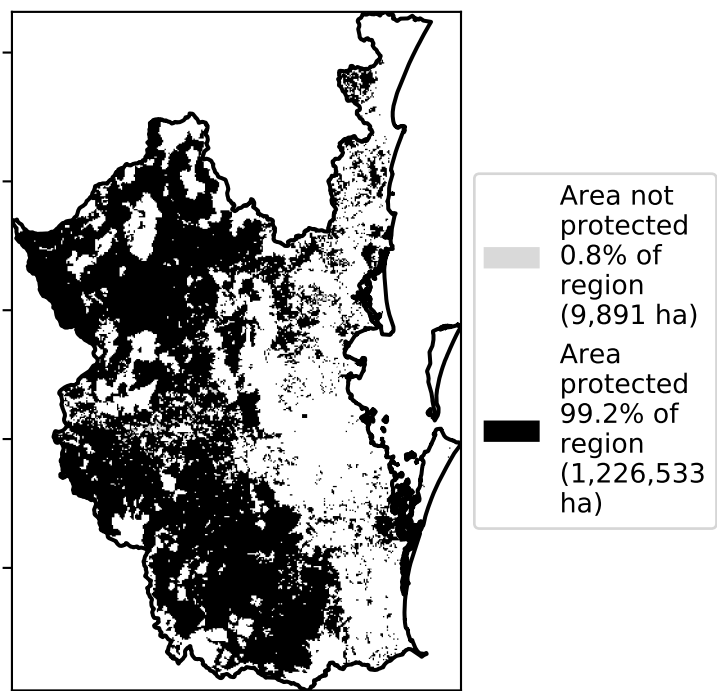 Area not
protected
0.8% of
region
(9,891 ha)
Area
protected
99.2% of
region
(1,226,533
ha)